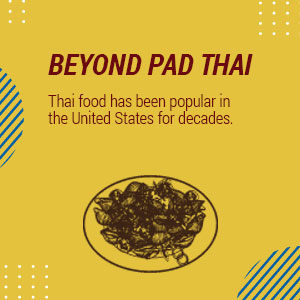 BEYOND PAD THAI
Thai food has been popular in
the United States for decades.